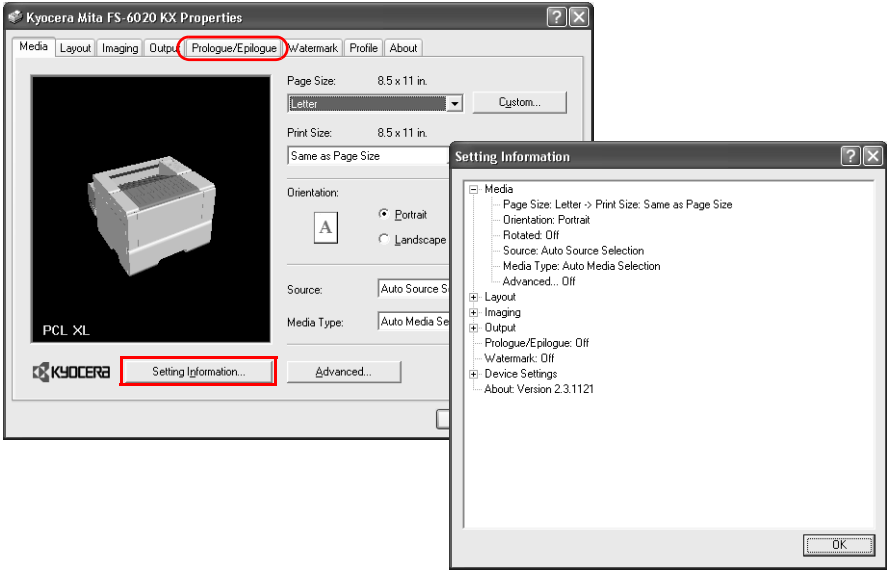 Kyocera Mita FS-6020 KX Properties
Media Layout Imaging Output Prologue/Epilogue Watermark Profile About
Page Size: 8.5 x 11 in.
Letter
Custom...
Print Size: 8.5 x 11 in.
Same as Page Size
Orientation:
A
Portrait
Landscape
Source: Auto Source
Media Type: Auto Media
PCL XL
KYOCERA
Setting Information...
Advanced...
Setting Information
Media
Page Size: Letter -> Print Size: Same as Page Size
Orientation: Portrait
Rotated: Off
Source: Auto Source Selection
Media Type: Auto Media Selection
Advanced... Off
Layout
Imaging
Output
Prologue/Epilogue: Off
Watermark: Off
Device Settings
About: Version 2.3.1121
OK